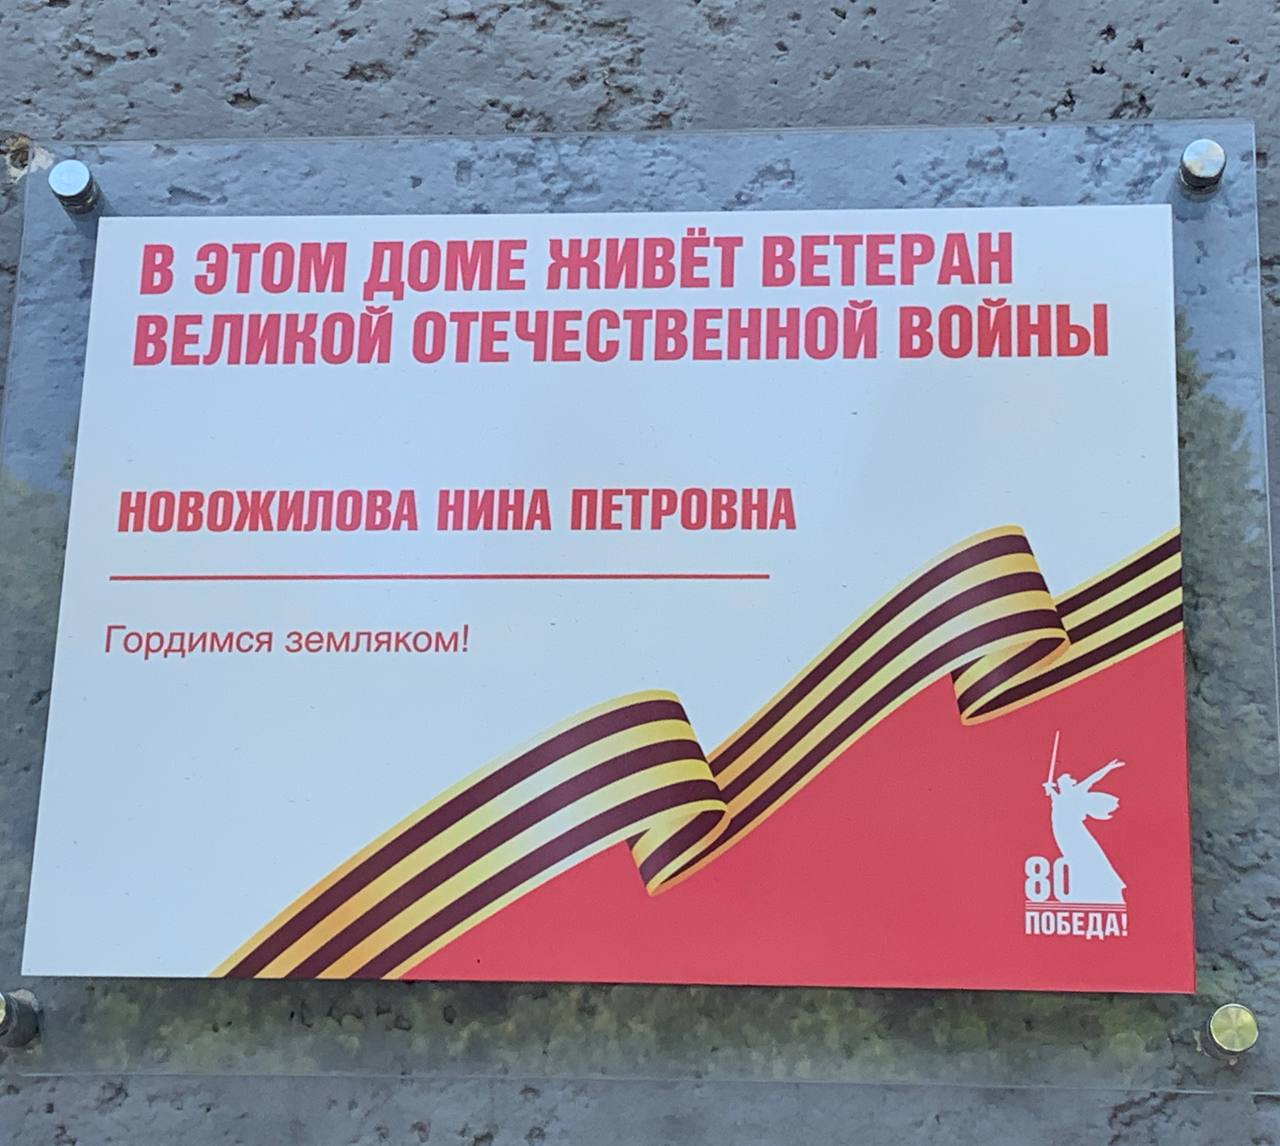 В ЭТОМ ДОМЕ ЖИВЁТ ВЕТЕРАН
ВЕЛИКОЙ ОТЕЧЕСТВЕННОЙ ВОЙНЫ
НОВОЖИЛОВА НИНА ПЕТРОВНА
Гордимся земляком!
80
ПОБЕДА!